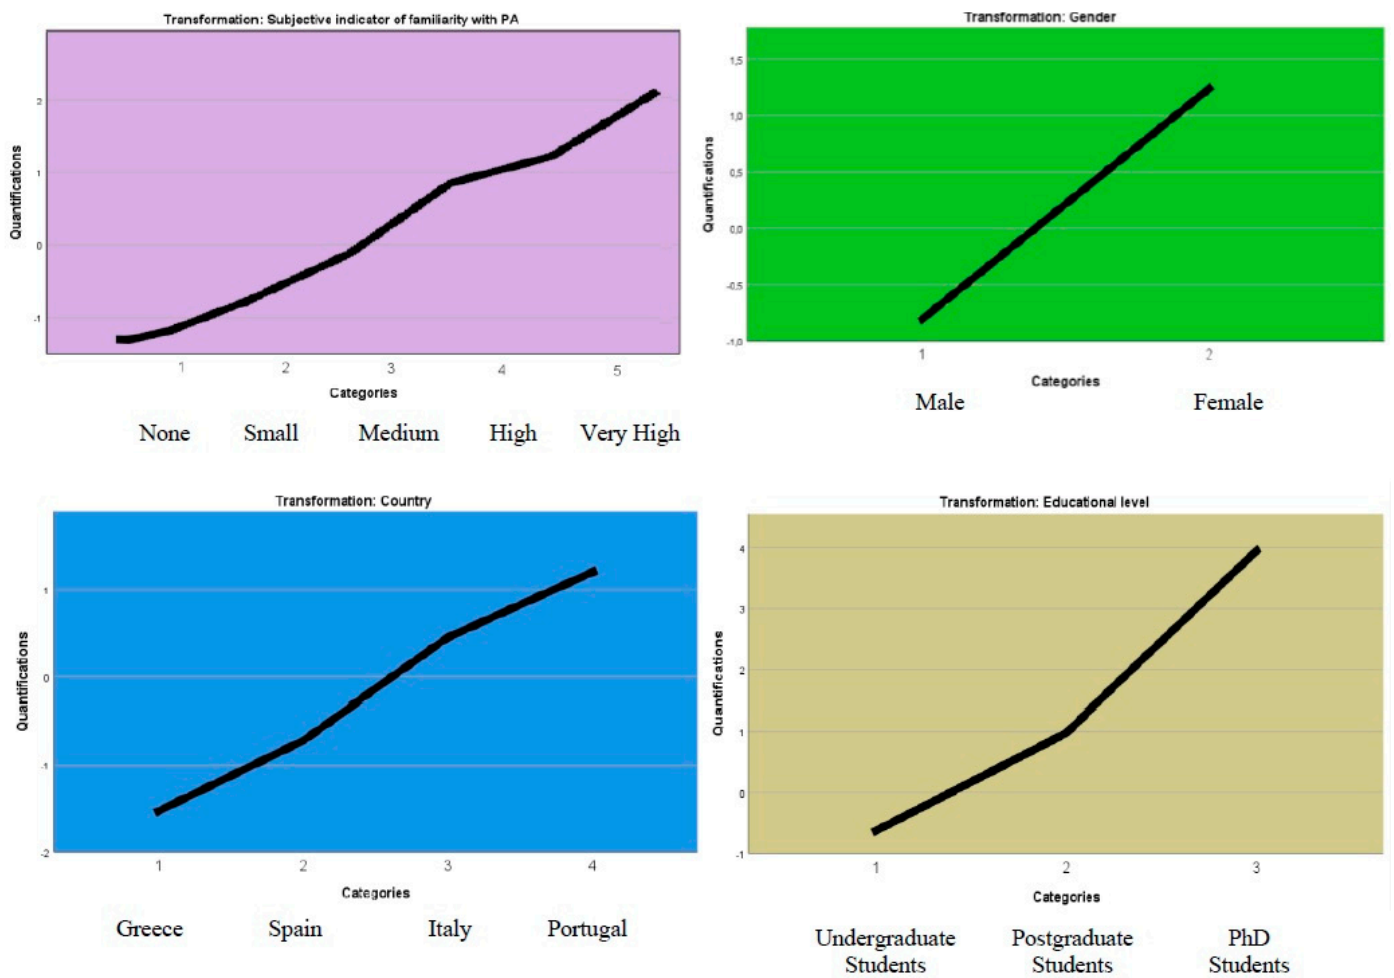 Transformation: Subjective indicator of familiarity with PA
2
1
0
-1
Quantifications
1 2 3 4 5
Categories
None Small Medium High Very High
Transformation: Gender
1,5
1,0
0,5
0,0
-0,5
-1,0
Quantifications
1 2
Categories
Male Female
Transformation: Country
1
0
-1
-2
Quantifications
1 2 3 4
Categories
Greece Spain Italy Portugal
Transformation: Educational level
4
3
2
1
0
-1
Quantifications
1 2 3
Categories
Undergraduate Postgraduate PhD
Students Students Students